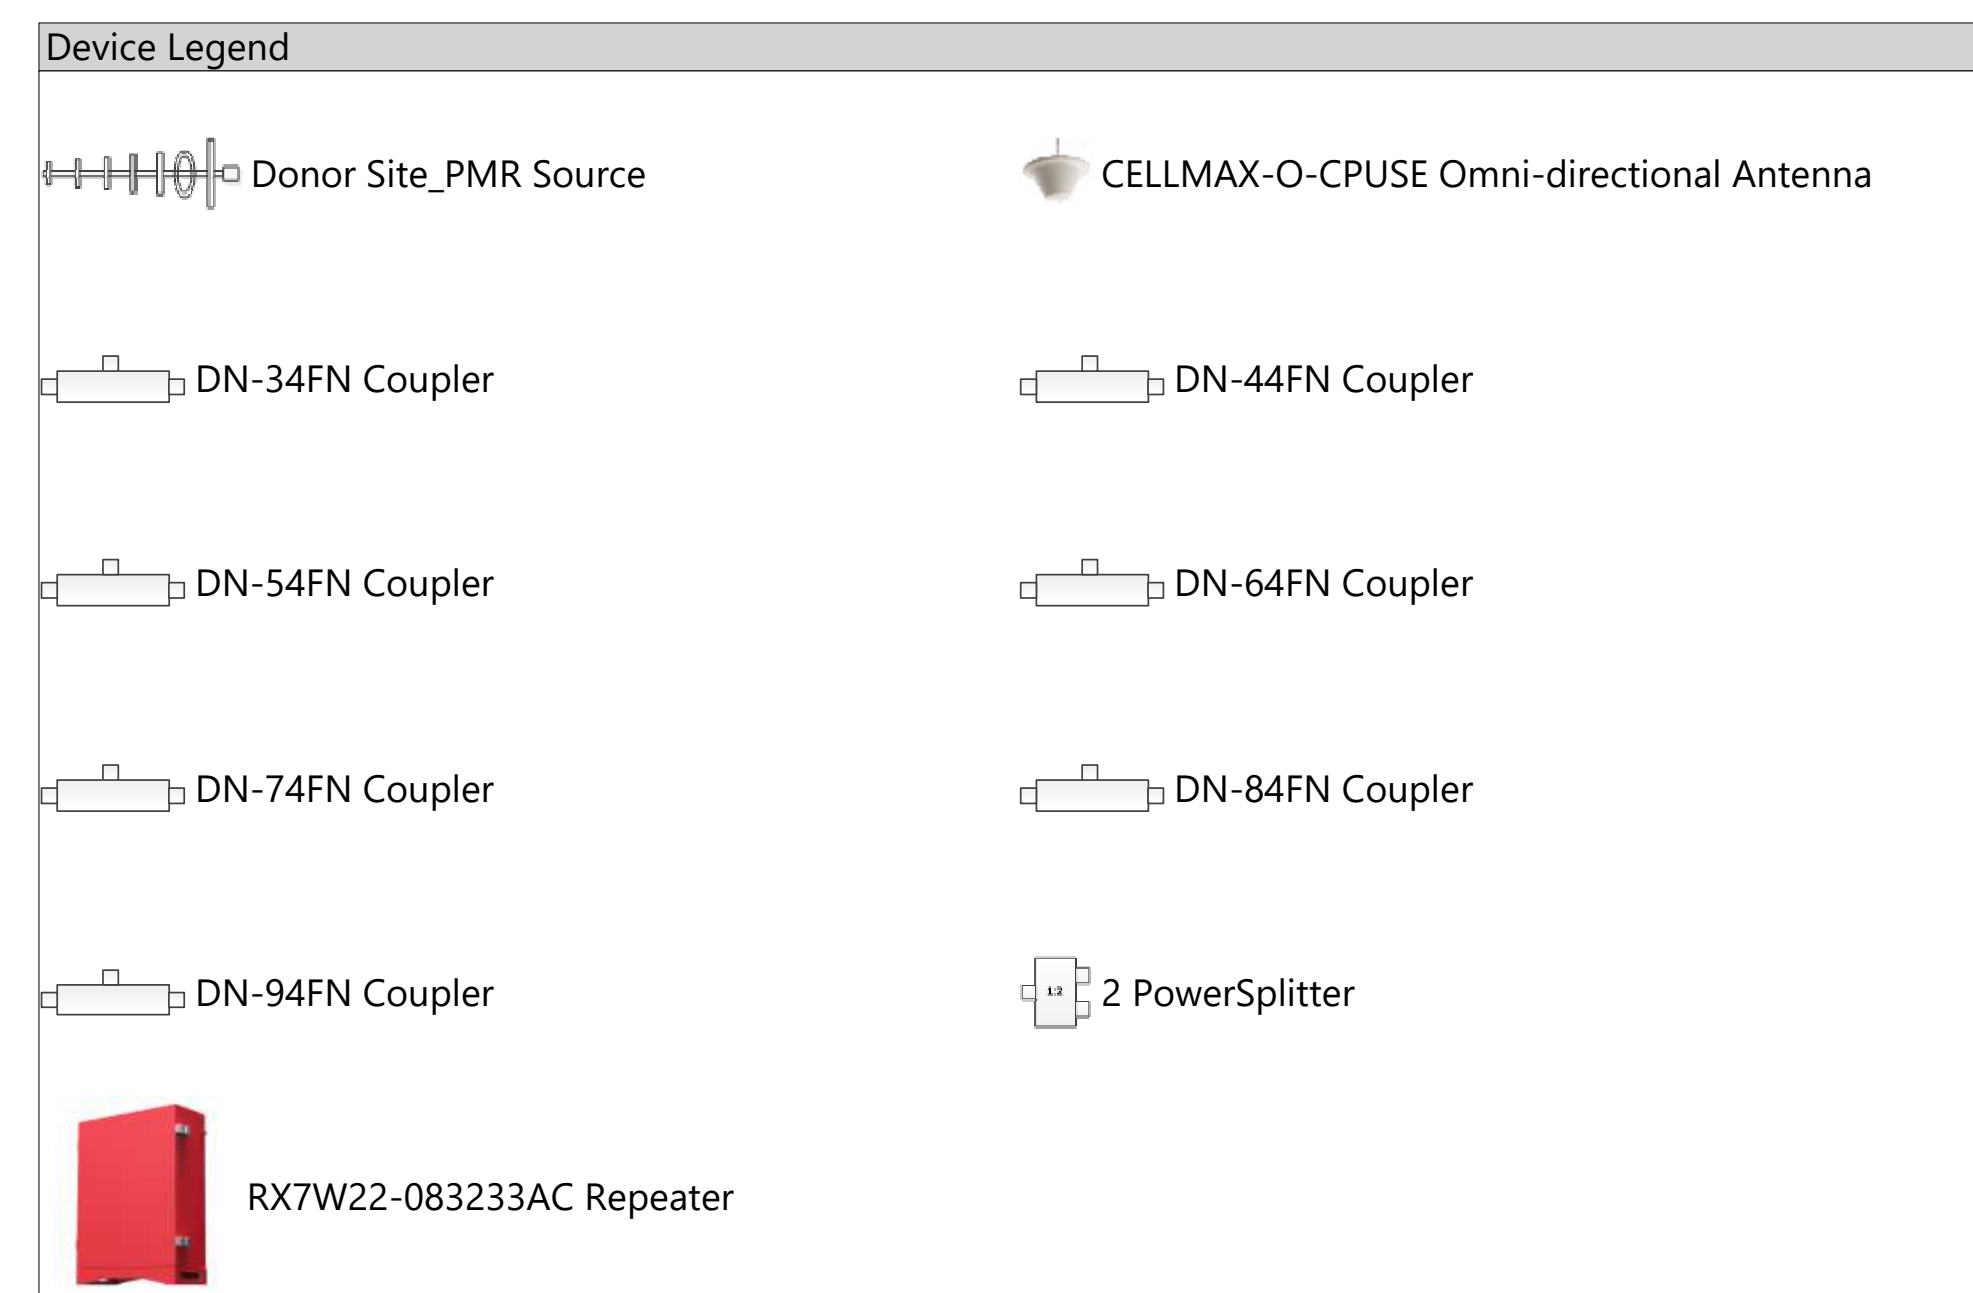 Device Legend
Donor Site_PMR Source
CELLMAX-O-CPUSE Omni-directional Antenna
DN-34FN Coupler
DN-44FN Coupler
DN-54FN Coupler
DN-64FN Coupler
DN-74FN Coupler
DN-84FN Coupler
DN-94FN Coupler
1:2
2 PowerSplitter
RX7W22-083233AC Repeater